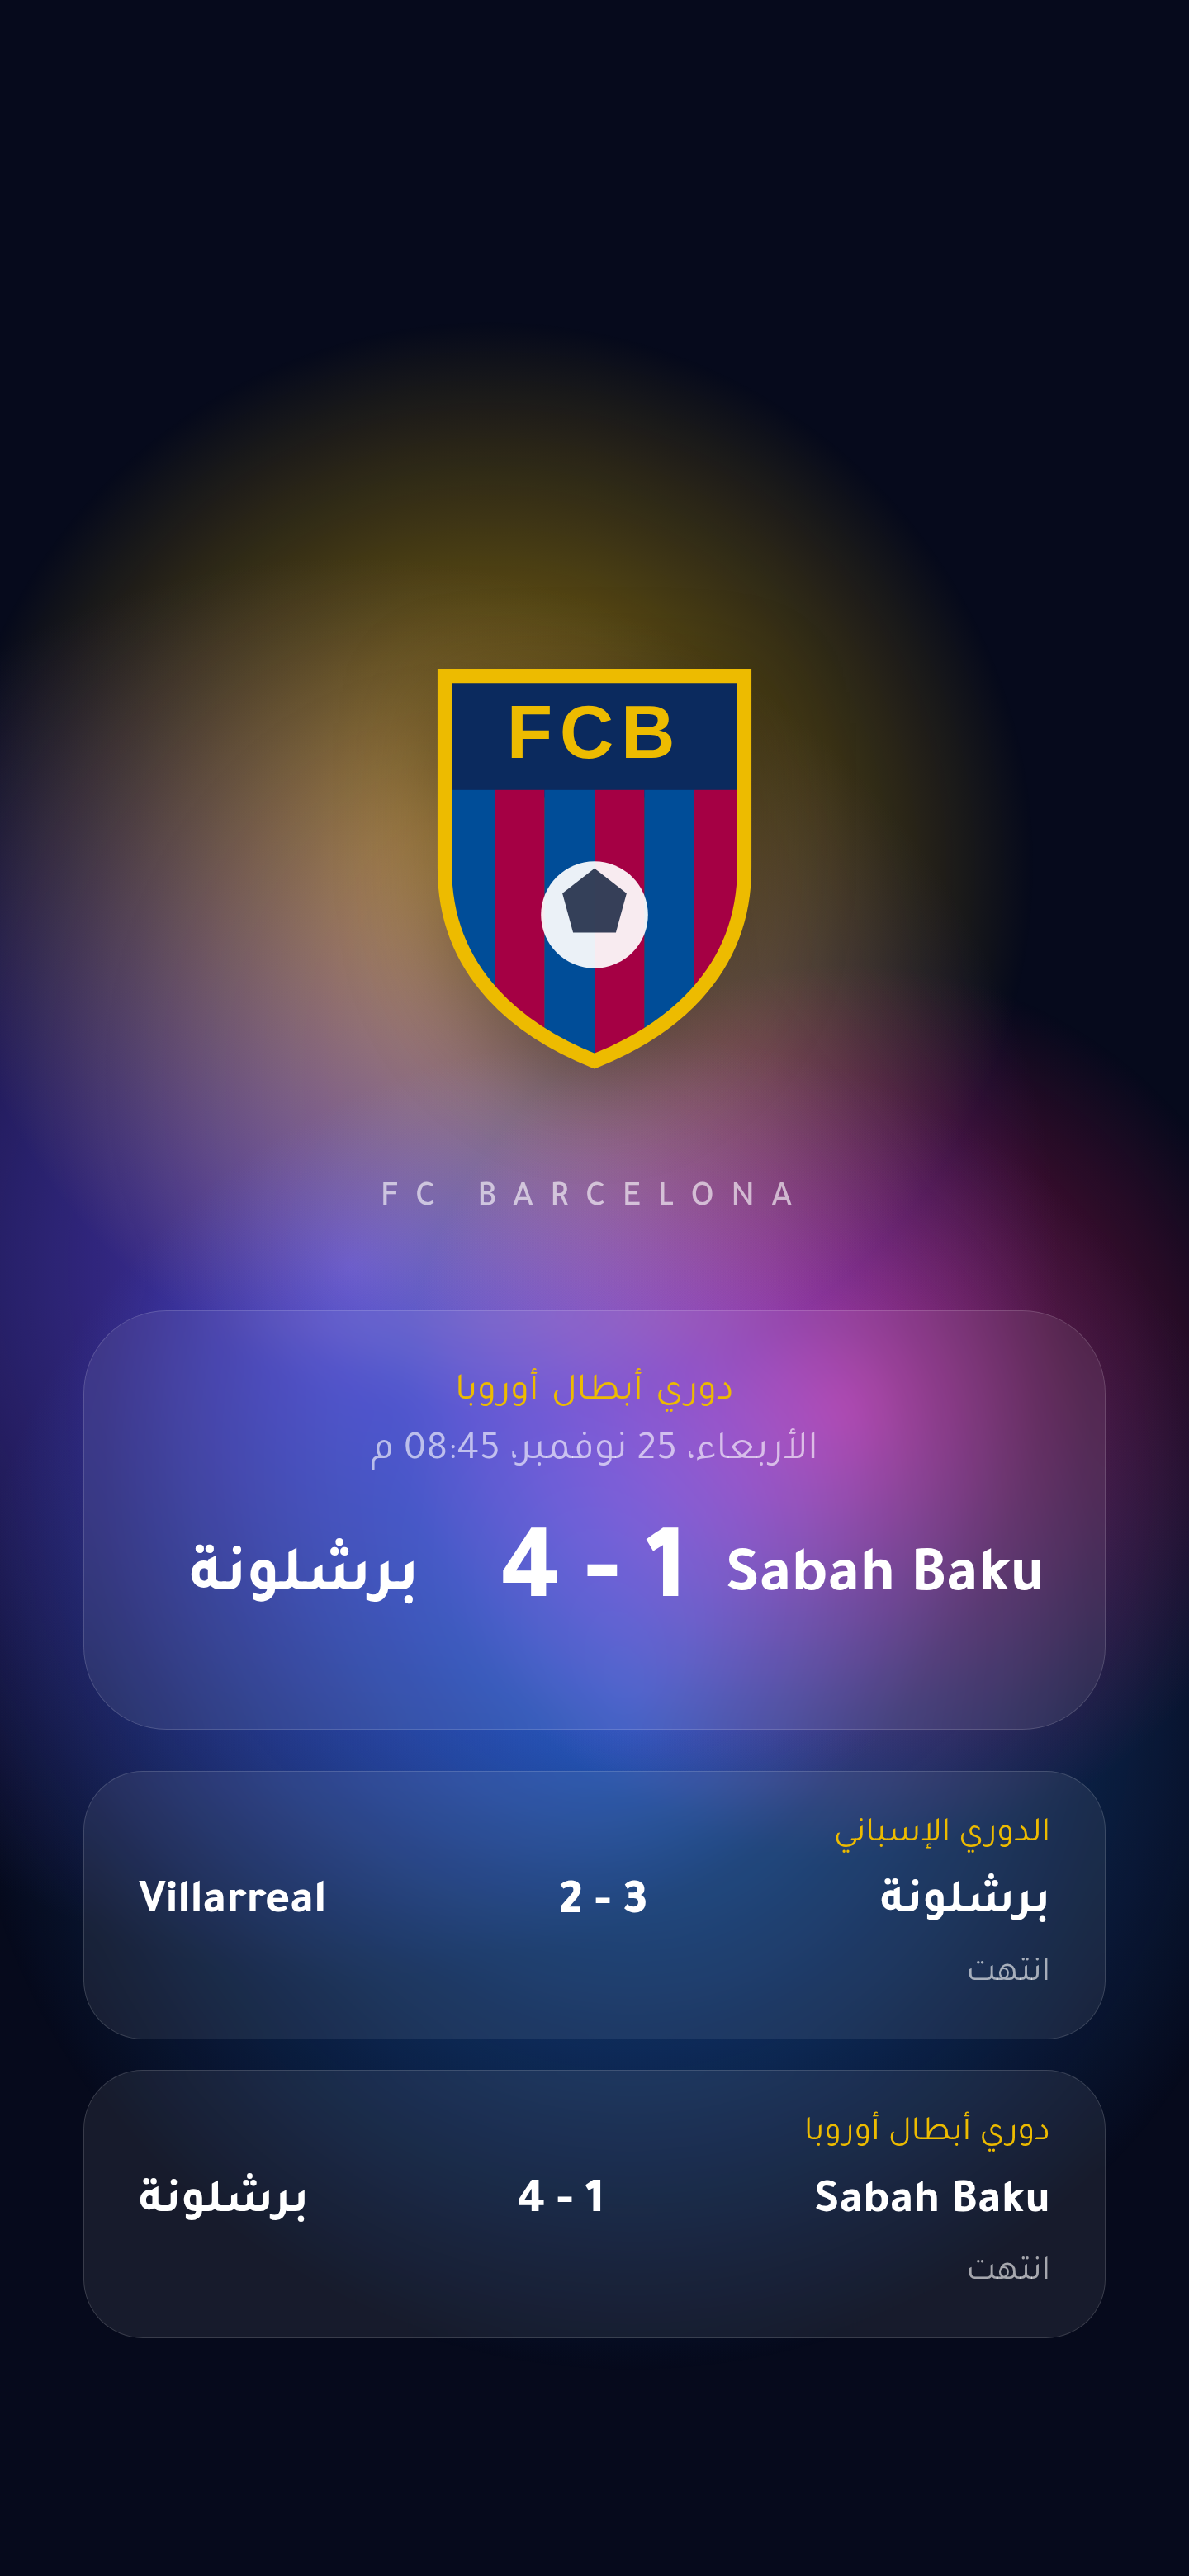 FCB
FC BARCELONA
دوري أبطال أوروبا
الأربعاء، 25 نوفمبر، 08:45 م
Sabah Baku 4 - 1 برشلونة
الدوري الإسباني
برشلونة 2 - 3 Villarreal
انتهت
دوري أبطال أوروبا
Sabah Baku 4 - 1 برشلونة
انتهت